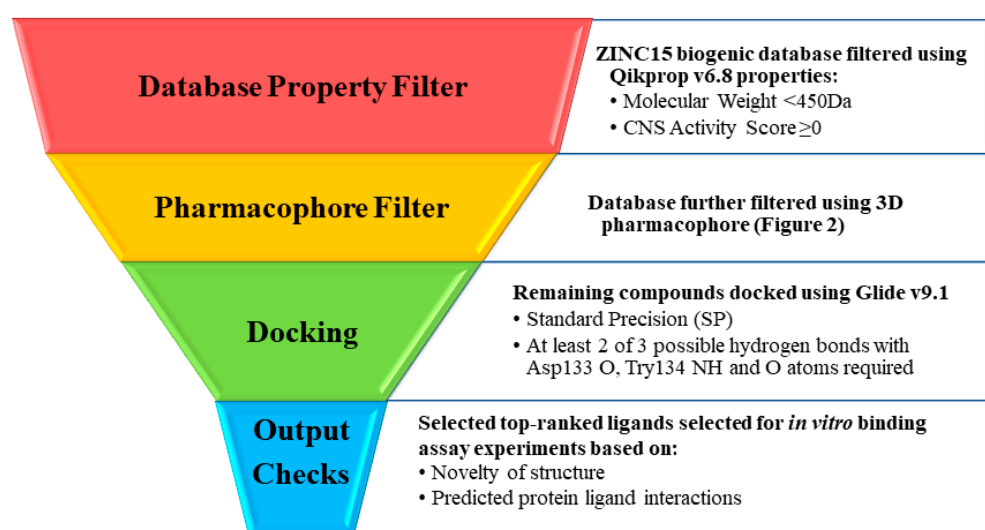 Database Property Filter
ZINC15 biogenic database filtered using
Qikprop v6.8 properties:
• Molecular Weight <450Da
• CNS Activity Score ≥0
Pharmacophore Filter
Database further filtered using 3D
pharmacophore (Figure 2)
Docking
Remaining compounds docked using Glide v9.1
• Standard Precision (SP)
• At least 2 of 3 possible hydrogen bonds with
Asp133 O, Try134 NH and O atoms required
Output
Checks
Selected top-ranked ligands selected for in vitro binding
assay experiments based on:
• Novelty of structure
• Predicted protein ligand interactions